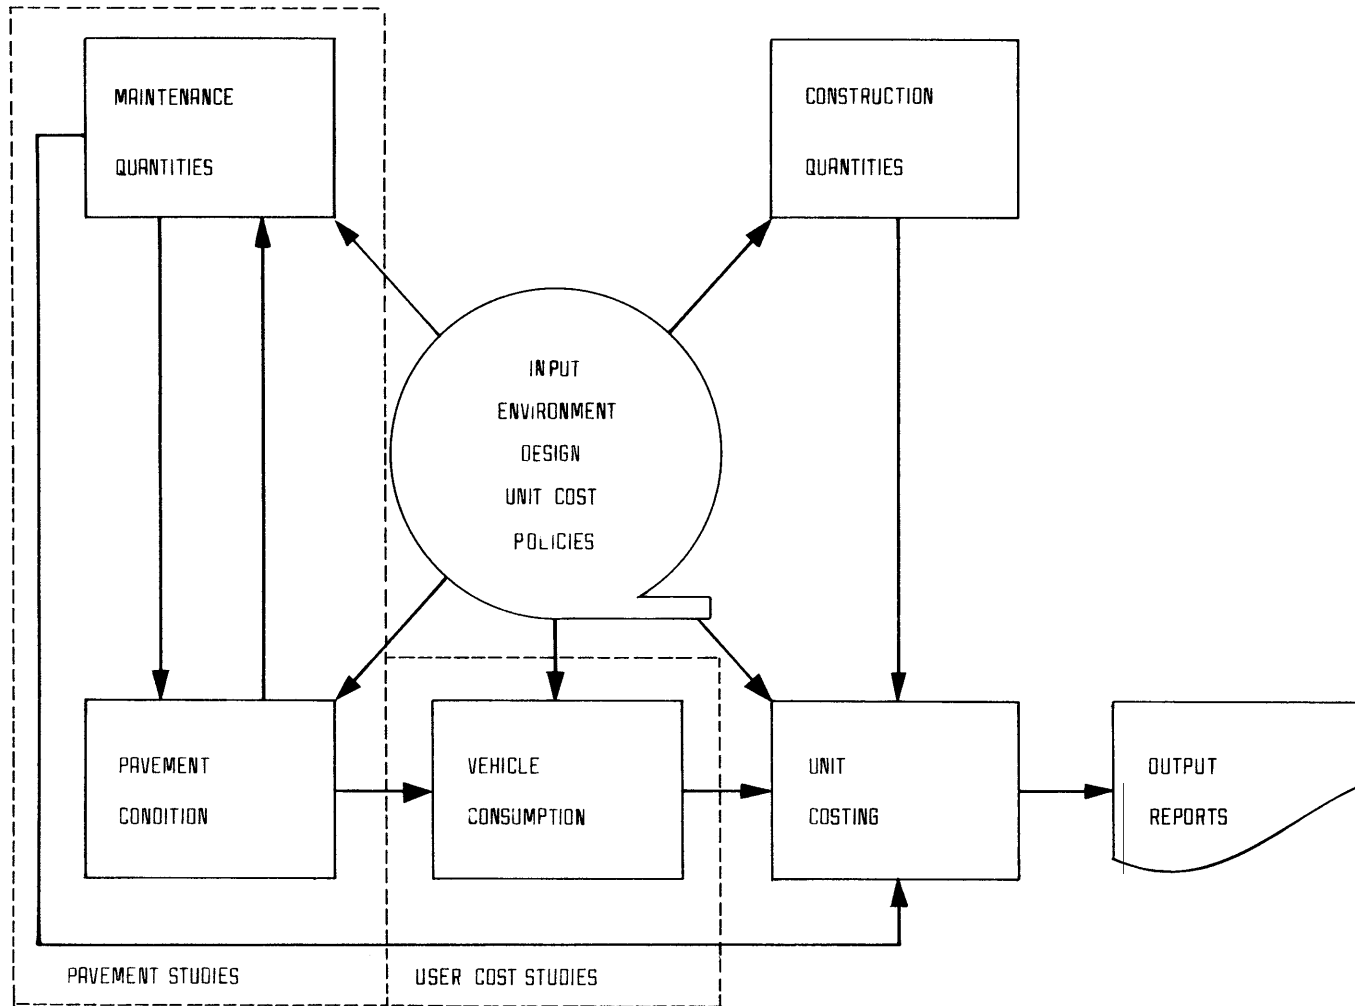 MAINTENANCE
QUANTITIES
CONSTRUCTION
QUANTITIES
INPUT
ENVIRONMENT
DESIGN
UNIT COST
POLICIES
PAVEMENT
CONDITION
VEHICLE
CONSUMPTION
UNIT
COSTING
OUTPUT
REPORTS
PAVEMENT STUDIES
USER COST STUDIES